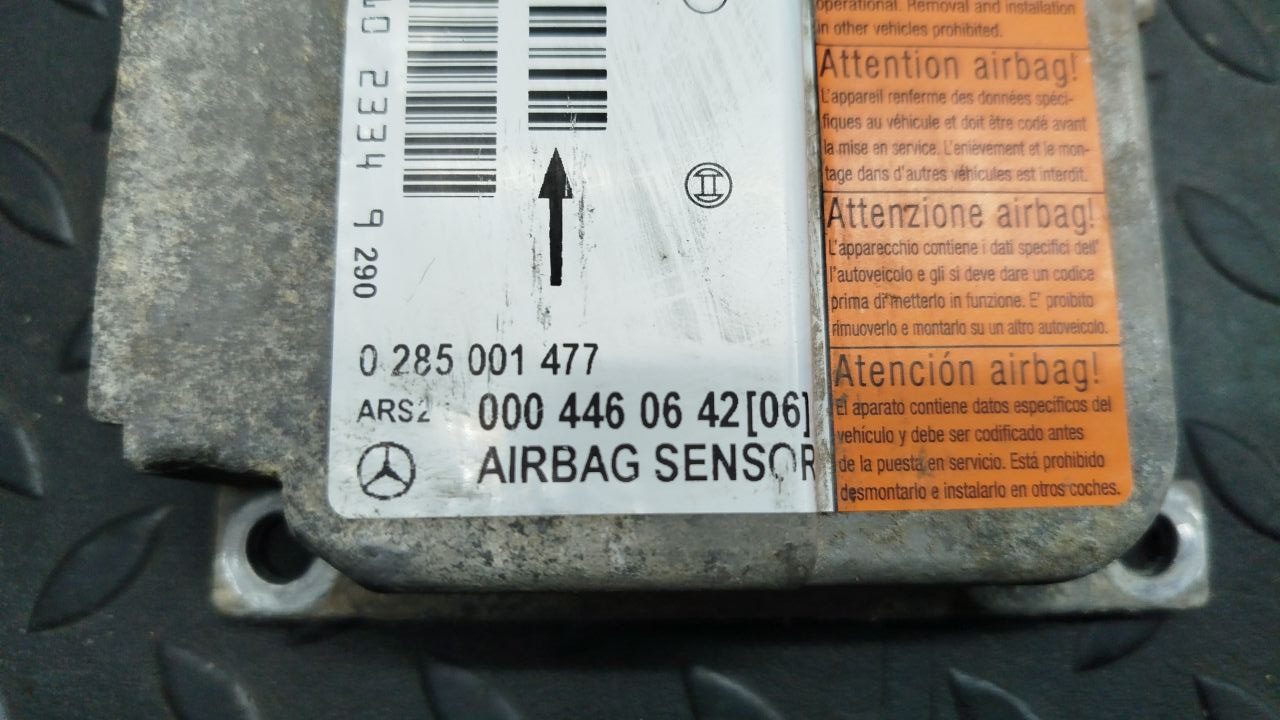 2334 9 290
0 285 001 477
ARS2
000 446 06 42[06]
AIRBAG SENSOR
operational. Removal and installation
in other vehicles prohibited.
Attention airbag!
L'appareil renferme des données spéci-
fiques au véhicule et doit être codé avant
la mise en service. L'enièvement et le mon-
tage dans d'autres véhicules est interdit.
Attenzione airbag!
L'apparecchio contiene i dati specifici dell'
l'autoveicolo e gli si deve dare un codice
prima di metterlo in funzione. E' proibito
rimuoverlo e montarlo su un altro autoveicolo.
Atención airbag!
El aparato contiene datos específicos del
vehículo y debe ser codificado antes
de la puesta en servicio. Está prohibido
desmontarlo e instalarlo en otros coches.